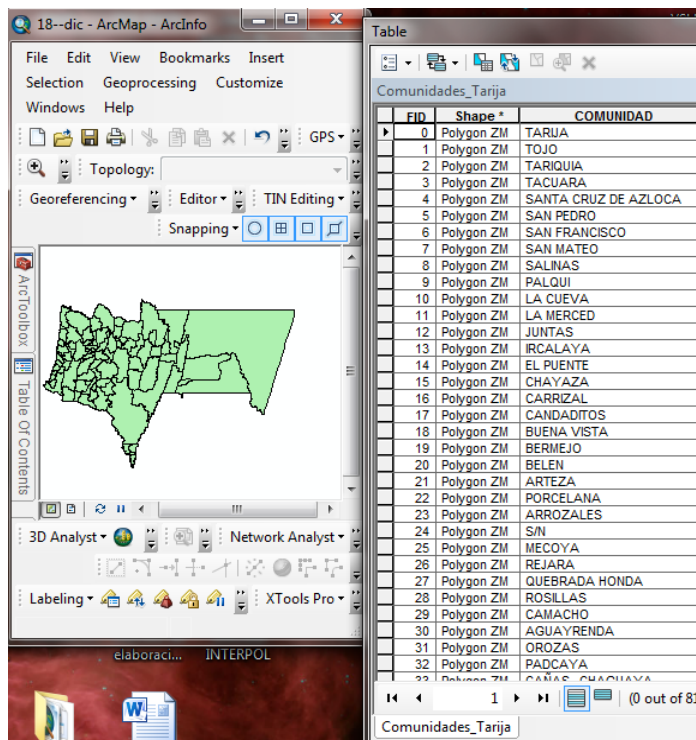 18--dic - ArcMap - ArcInfo
File Edit View Bookmarks Insert
Selection Geoprocessing Customize
Windows Help
GPS
Topology:
Georeferencing Editor TIN Editing
Snapping
ArcToolbox
Table Of Contents
3D Analyst Network Analyst
Labeling XTools Pro
elaboraci... INTERPOL
Table
Comunidades_Tarija
FID Shape * COMUNIDAD
0 Polygon ZM TARIJA
1 Polygon ZM TOJO
2 Polygon ZM TARIQUIA
3 Polygon ZM TACUARA
4 Polygon ZM SANTA CRUZ DE AZLOCA
5 Polygon ZM SAN PEDRO
6 Polygon ZM SAN FRANCISCO
7 Polygon ZM SAN MATEO
8 Polygon ZM SALINAS
9 Polygon ZM PALQUI
10 Polygon ZM LA CUEVA
11 Polygon ZM LA MERCED
12 Polygon ZM JUNTAS
13 Polygon ZM IRCALAYA
14 Polygon ZM EL PUENTE
15 Polygon ZM CHAYAZA
16 Polygon ZM CARRIZAL
17 Polygon ZM CANDADITOS
18 Polygon ZM BUENA VISTA
19 Polygon ZM BERMEJO
20 Polygon ZM BELEN
21 Polygon ZM ARTEZA
22 Polygon ZM PORCELANA
23 Polygon ZM ARROZALES
24 Polygon ZM S/N
25 Polygon ZM MECOYA
26 Polygon ZM REJARA
27 Polygon ZM QUEBRADA HONDA
28 Polygon ZM ROSILLAS
29 Polygon ZM CAMACHO
30 Polygon ZM AGUAYRENDA
31 Polygon ZM OROZAS
32 Polygon ZM PADCAYA
33 Polygon ZM CAÑAS
1 (0 out of 81
Comunidades_Tarija